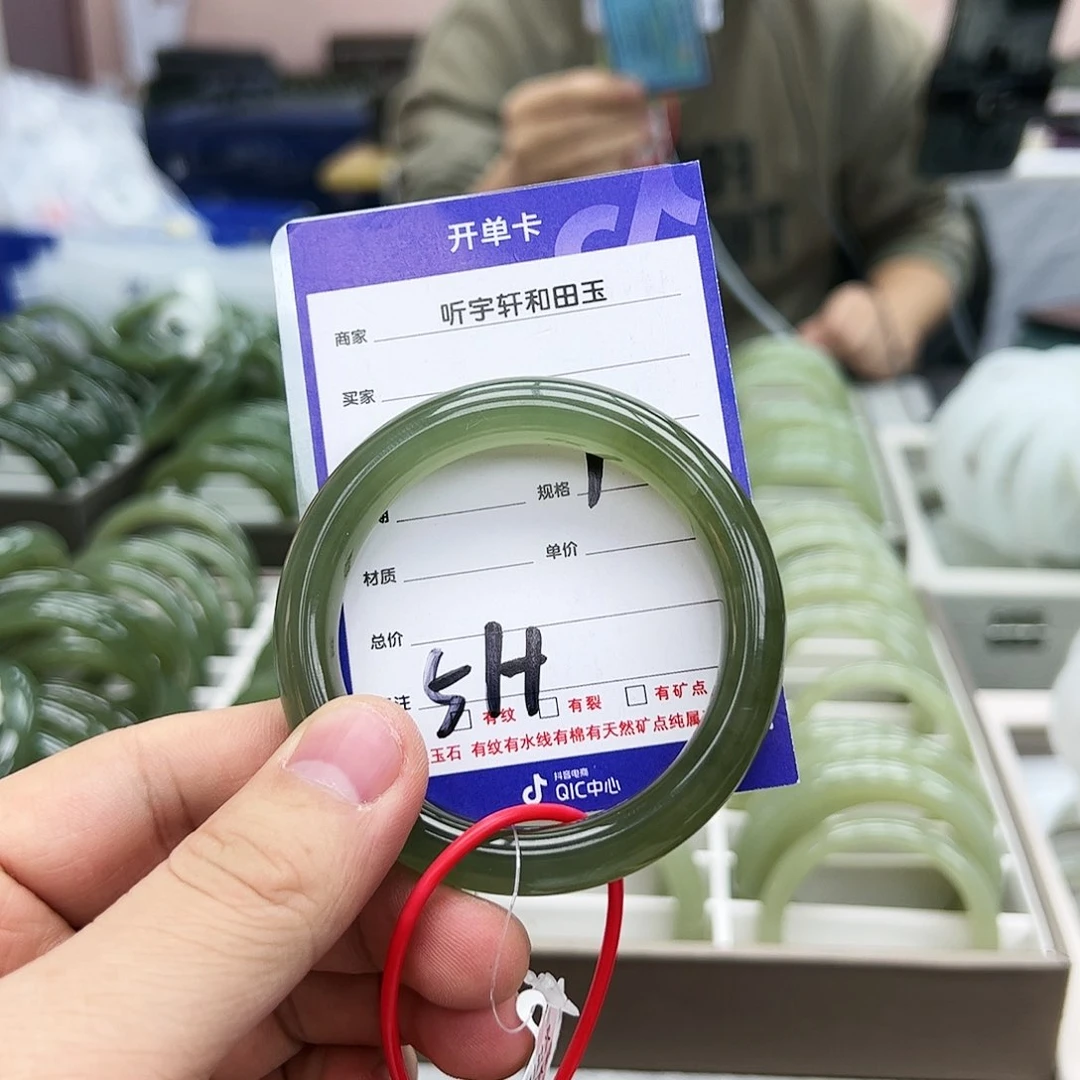 开单卡
商家 听宇轩和田玉
买家
规格
材质 单价
总价
注
5H
有纹 有裂 有矿点
玉石 有纹有水线有棉有天然矿点纯属
抖音电商
QIC中心